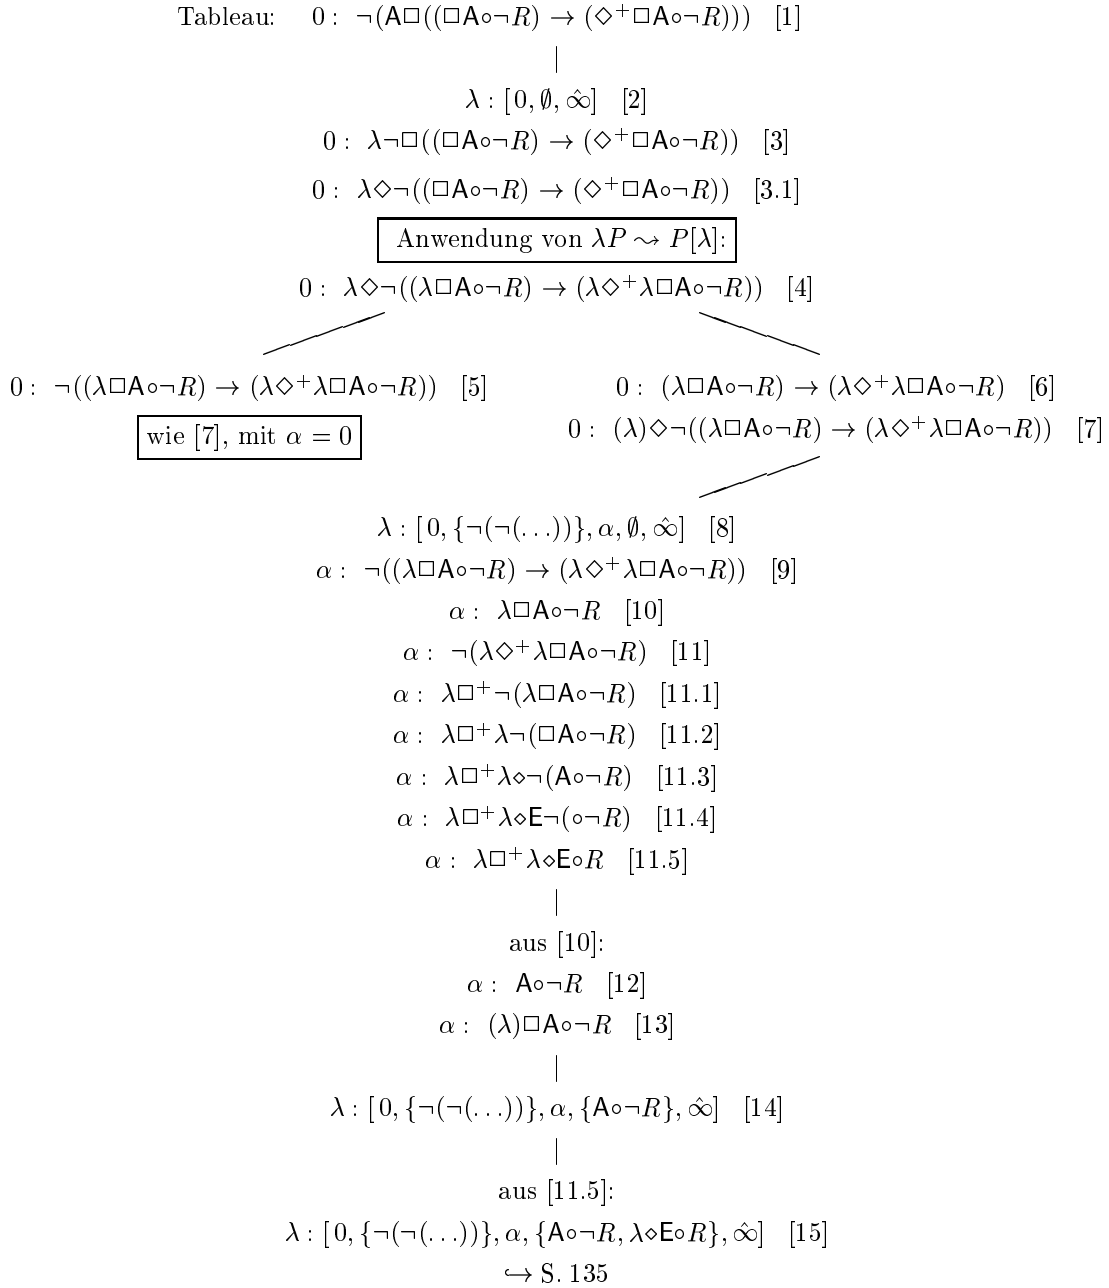 Tableau: 0 : ¬(A□((□A∘¬R) → (◇⁺□A∘¬R))) [1]
λ : [0, ∅, ∞̂] [2]
0 : λ¬□((□A∘¬R) → (◇⁺□A∘¬R)) [3]
0 : λ◇¬((□A∘¬R) → (◇⁺□A∘¬R)) [3.1]
Anwendung von λP ⇝ P[λ]:
0 : λ◇¬((λ□A∘¬R) → (λ◇⁺λ□A∘¬R)) [4]
0 : ¬((λ□A∘¬R) → (λ◇⁺λ□A∘¬R)) [5]
0 : (λ□A∘¬R) → (λ◇⁺λ□A∘¬R) [6]
wie [7], mit α = 0
0 : (λ)◇¬((λ□A∘¬R) → (λ◇⁺λ□A∘¬R)) [7]
λ : [0, {¬(¬(...))}, α, ∅, ∞̂] [8]
α : ¬((λ□A∘¬R) → (λ◇⁺λ□A∘¬R)) [9]
α : λ□A∘¬R [10]
α : ¬(λ◇⁺λ□A∘¬R) [11]
α : λ□⁺¬(λ□A∘¬R) [11.1]
α : λ□⁺λ¬(□A∘¬R) [11.2]
α : λ□⁺λ⋄¬(A∘¬R) [11.3]
α : λ□⁺λ⋄E¬(∘¬R) [11.4]
α : λ□⁺λ⋄E∘R [11.5]
aus [10]:
α : A∘¬R [12]
α : (λ)□A∘¬R [13]
λ : [0, {¬(¬(...))}, α, {A∘¬R}, ∞̂] [14]
aus [11.5]:
λ : [0, {¬(¬(...))}, α, {A∘¬R, λ⋄E∘R}, ∞̂] [15]
↪ S. 135